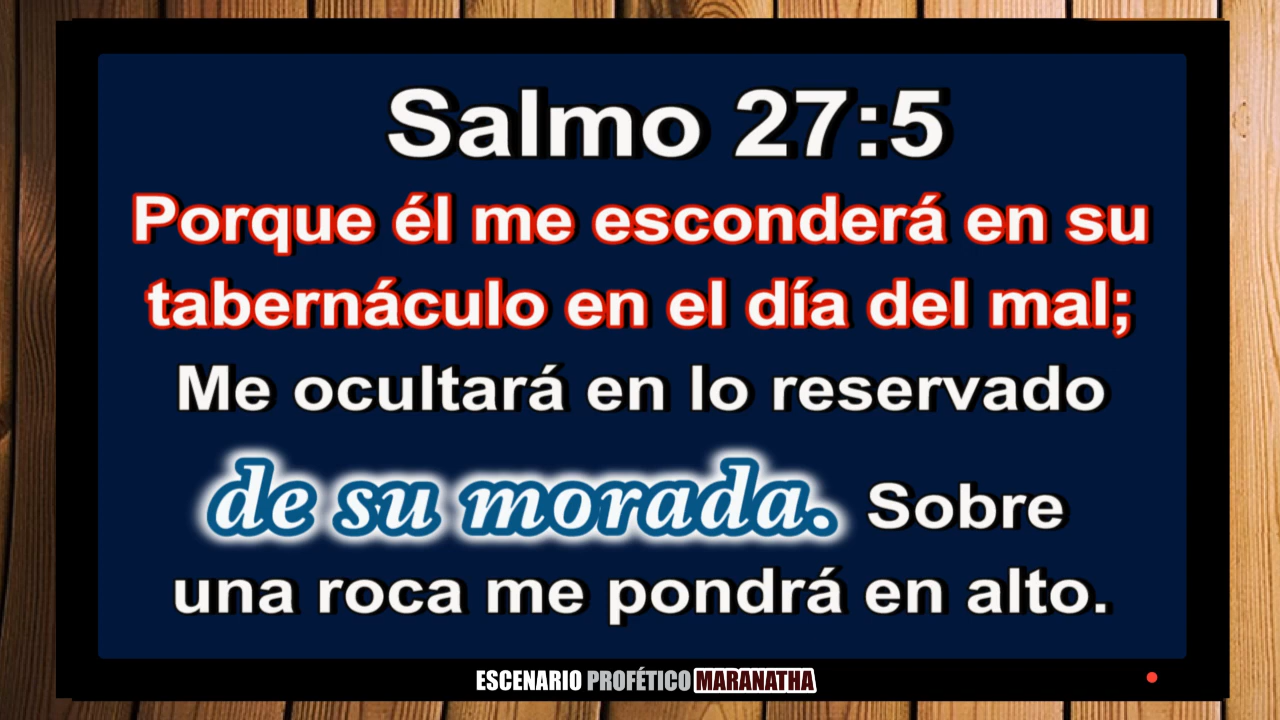 Salmo 27:5
Porque él me esconderá en su
tabernáculo en el día del mal;
Me ocultará en lo reservado
de su morada. Sobre
una roca me pondrá en alto.
ESCENARIO PROFÉTICO MARANATHA